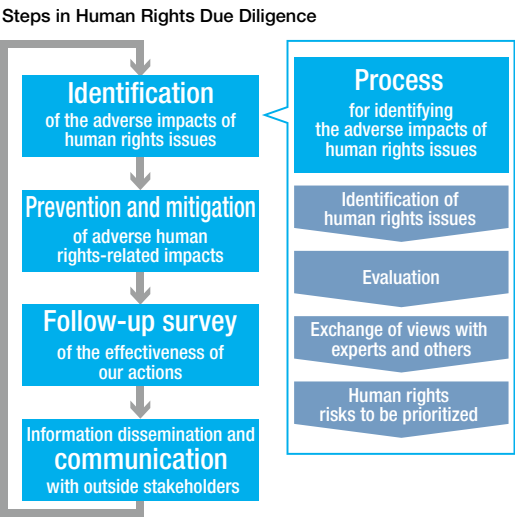 Steps in Human Rights Due Diligence
Identification
of the adverse impacts of
human rights issues
Prevention and mitigation
of adverse human
rights-related impacts
Follow-up survey
of the effectiveness of
our actions
Information dissemination and
communication
with outside stakeholders
Process
for identifying
the adverse impacts of
human rights issues
Identification of
human rights issues
Evaluation
Exchange of views with
experts and others
Human rights
risks to be prioritized